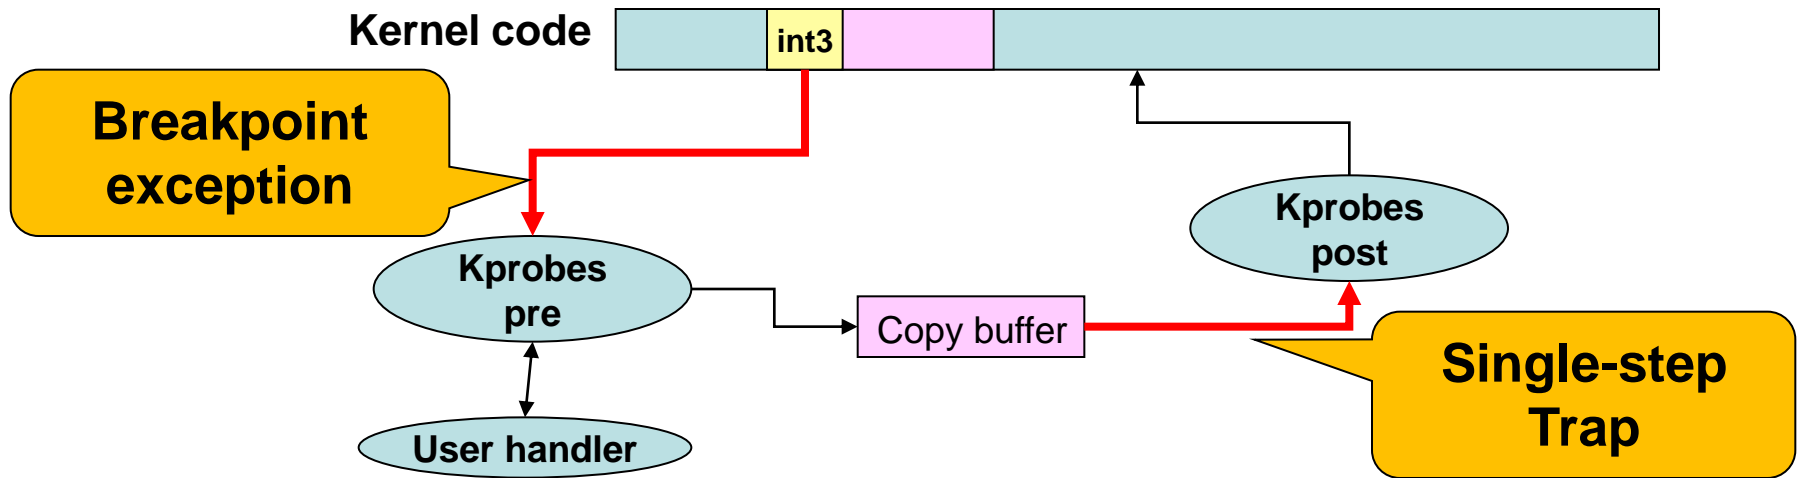 Kernel code
int3
Breakpoint
exception
Kprobes
pre
User handler
Copy buffer
Kprobes
post
Single-step
Trap